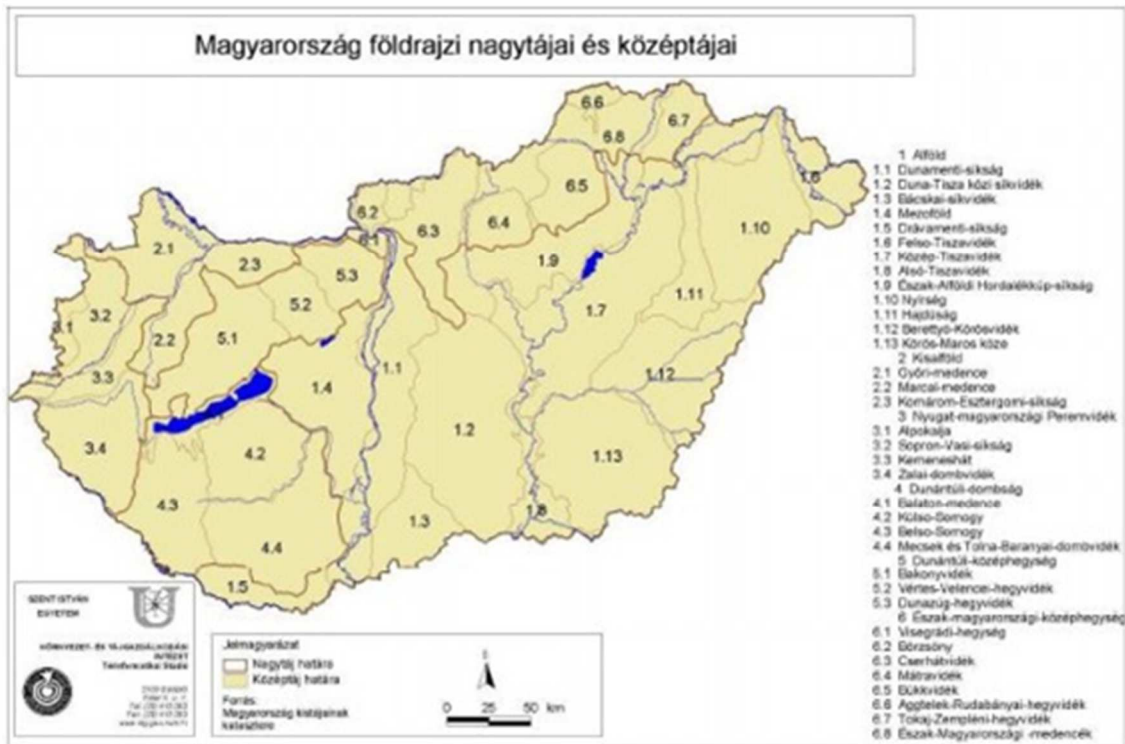 Magyarország földrajzi nagytájai és középtájai
6.6
6.7
6.8
6.5
6.2
6.1
6.3
6.4
1.6
2.1
2.3
5.3
1.9
1.10
3.1
3.2
2.2
5.2
5.1
1.7
1.11
3.3
1.4
1.1
1.12
3.4
4.2
1.2
1.13
4.3
1.3
1.8
4.4
1.5
1 Alföld
1.1 Dunamenti-síkság
1.2 Duna-Tisza közi síkvidék
1.3 Bácskai-síkvidék
1.4 Mezoföld
1.5 Drávamenti-síkság
1.6 Felso-Tiszavidék
1.7 Közép-Tiszavidék
1.8 Alsó-Tiszavidék
1.9 Észak-Alföldi Hordalékkúp-síkság
1.10 Nyírség
1.11 Hajdúság
1.12 Berettyo-Körösvidék
1.13 Körös-Maros köze
2 Kisalföld
2.1 Gyori-medence
2.2 Marcal-medence
2.3 Komárom-Esztergomi-síkság
3 Nyugat-magyarországi Peremvidék
3.1 Alpokalja
3.2 Sopron-Vasi-síkság
3.3 Kemeneshát
3.4 Zalai-dombvidék
4 Dunántúli-dombság
4.1 Balaton-medence
4.2 Külso-Somogy
4.3 Belso-Somogy
4.4 Mecsek és Tolna-Baranyai-dombvidék
5 Dunántúli-középhegység
5.1 Bakonyvidék
5.2 Vértes-Velencei-hegyvidék
5.3 Dunazúg-hegyvidék
6 Észak-magyarországi-középhegység
6.1 Visegrádi-hegység
6.2 Börzsöny
6.3 Cserhátvidék
6.4 Mátravidék
6.5 Bükkvidék
6.6 Aggtelek-Rudabányai-hegyvidék
6.7 Tokaj-Zempléni-hegyvidék
6.8 Észak-Magyarországi -medencék
SZENT ISTVÁN
EGYETEM
KÖRNYEZET- ÉS TÁJGAZDÁLKODÁSI
INTÉZET
Térinformatikai Stúdió
Jelmagyarázat
Nagytáj határa
Középtáj határa
Forrás:
Magyarország kistájainak
katasztere
0 25 50 km